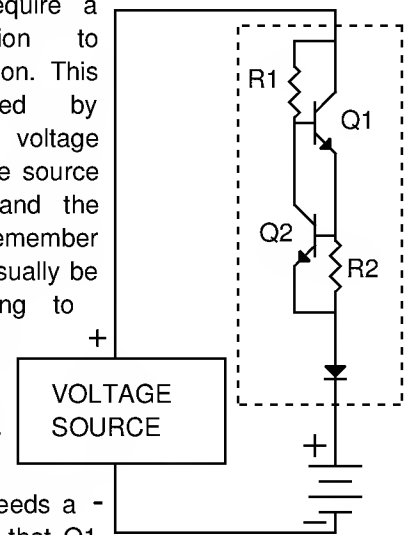 equire a
ion to
on. This
ed by
voltage
e source
and the
emember
sually be
ng to
R1
Q1
Q2
R2
+
VOLTAGE
SOURCE
+
eeds a -
−
that Q1